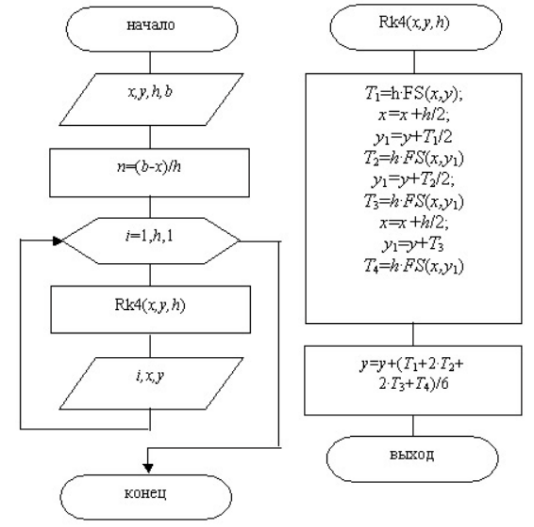 начало
x,y,h,b
n=(b-x)/h
i=1,h,1
Rk4(x,y,h)
i,x,y
конец
Rk4(x,y,h)
T₁=h·FS(x,y);
x=x+h/2;
y₁=y+T₁/2
T₂=h·FS(x,y₁)
y₁=y+T₂/2;
T₃=h·FS(x,y₁)
x=x+h/2;
y₁=y+T₃
T₄=h·FS(x,y₁)
y=y+(T₁+2·T₂+
2·T₃+T₄)/6
выход